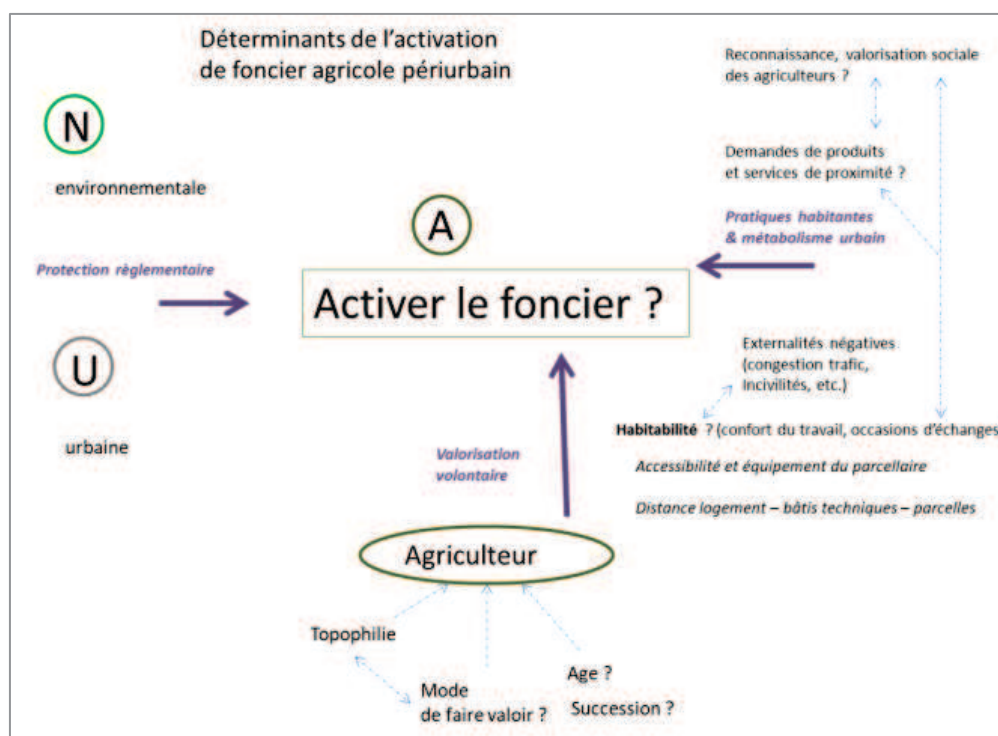 Déterminants de l'activation
de foncier agricole périurbain
N
environnementale
Protection règlementaire
U
urbaine
A
Activer le foncier ?
Reconnaissance, valorisation sociale
des agriculteurs ?
Demandes de produits
et services de proximité ?
Pratiques habitantes
& métabolisme urbain
Externalités négatives
(congestion trafic,
Incivilités, etc.)
Habitabilité ? (confort du travail, occasions d'échanges
Accessibilité et équipement du parcellaire
Distance logement – bâtis techniques – parcelles
Valorisation
volontaire
Agriculteur
Topophilie
Mode
de faire valoir ?
Age ?
Succession ?